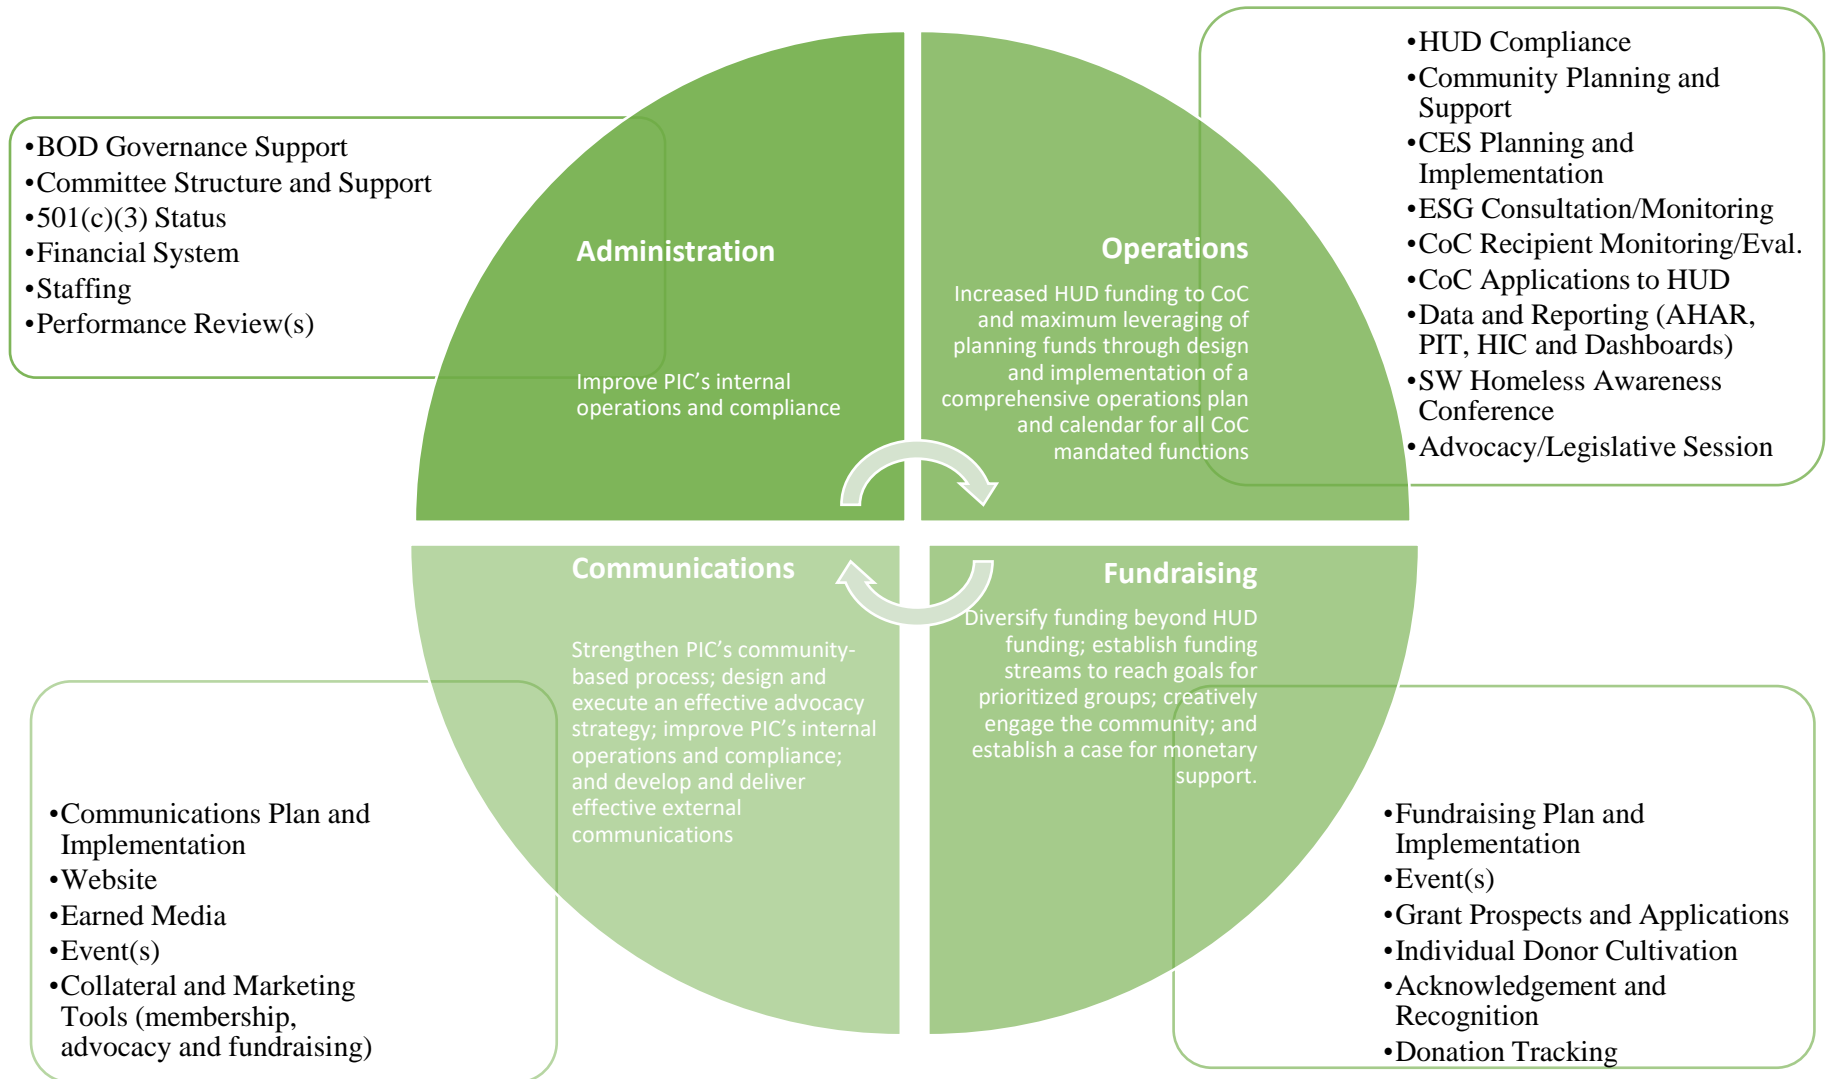 •BOD Governance Support
•Committee Structure and Support
•501(c)(3) Status
•Financial System
•Staffing
•Performance Review(s)
Administration
Improve PIC’s internal
operations and compliance
Operations
Increased HUD funding to CoC
and maximum leveraging of
planning funds through design
and implementation of a
comprehensive operations plan
and calendar for all CoC
mandated functions
•HUD Compliance
•Community Planning and
Support
•CES Planning and
Implementation
•ESG Consultation/Monitoring
•CoC Recipient Monitoring/Eval.
•CoC Applications to HUD
•Data and Reporting (AHAR,
PIT, HIC and Dashboards)
•SW Homeless Awareness
Conference
•Advocacy/Legislative Session
Communications
Strengthen PIC’s community-
based process; design and
execute an effective advocacy
strategy; improve PIC’s internal
operations and compliance;
and develop and deliver
effective external
communications
•Communications Plan and
Implementation
•Website
•Earned Media
•Event(s)
•Collateral and Marketing
Tools (membership,
advocacy and fundraising)
Fundraising
Diversify funding beyond HUD
funding; establish funding
streams to reach goals for
prioritized groups; creatively
engage the community; and
establish a case for monetary
support.
•Fundraising Plan and
Implementation
•Event(s)
•Grant Prospects and Applications
•Individual Donor Cultivation
•Acknowledgement and
Recognition
•Donation Tracking